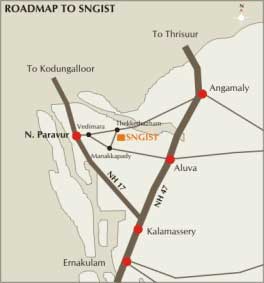 ROADMAP TO SNGIST
N
To Thrisuur
To Kodungalloor
Angamaly
Thekkethuzham
Vedimara
N. Paravur
SNGIST
Manakkapady
Aluva
NH 17
NH 47
Kalamassery
Ernakulam